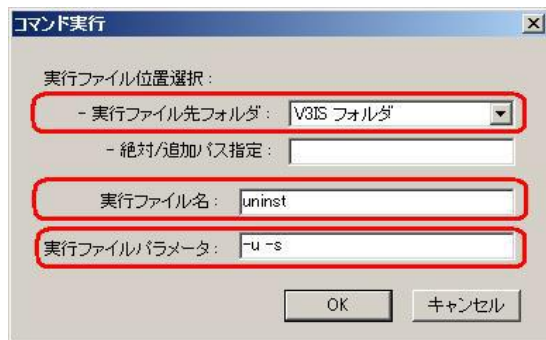 コマンド実行
実行ファイル位置選択：
- 実行ファイル先フォルダ： V3IS フォルダ
- 絶対/追加パス指定：
実行ファイル名： uninst
実行ファイルパラメータ： -u -s
OK キャンセル